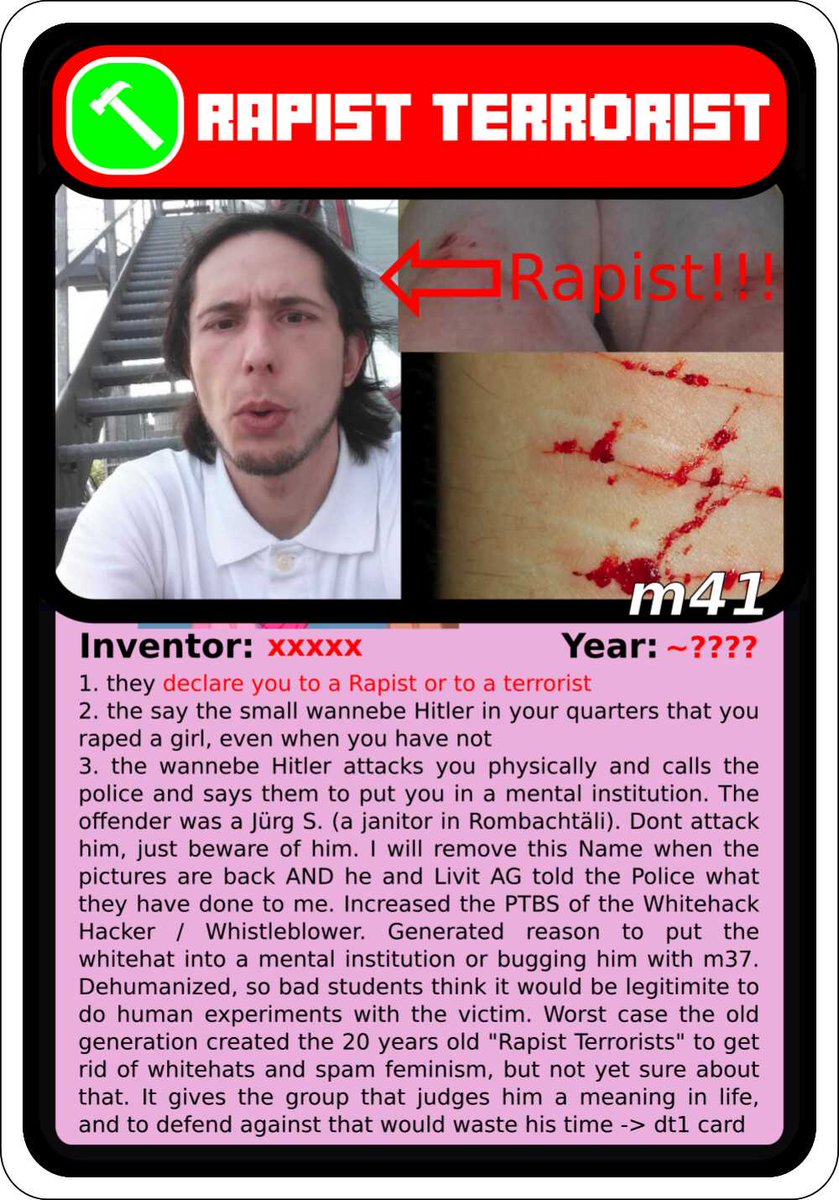 RAPIST TERRORIST
Rapist!!!
m41
Inventor: xxxxx Year: ~????
1. they declare you to a Rapist or to a terrorist
2. the say the small wannebe Hitler in your quarters that you
raped a girl, even when you have not
3. the wannebe Hitler attacks you physically and calls the
police and says them to put you in a mental institution. The
offender was a Jürg S. (a janitor in Rombachtäli). Dont attack
him, just beware of him. I will remove this Name when the
pictures are back AND he and Livit AG told the Police what
they have done to me. Increased the PTBS of the Whitehack
Hacker / Whistleblower. Generated reason to put the
whitehat into a mental institution or bugging him with m37.
Dehumanized, so bad students think it would be legitimite to
do human experiments with the victim. Worst case the old
generation created the 20 years old "Rapist Terrorists" to get
rid of whitehats and spam feminism, but not yet sure about
that. It gives the group that judges him a meaning in life,
and to defend against that would waste his time -> dt1 card